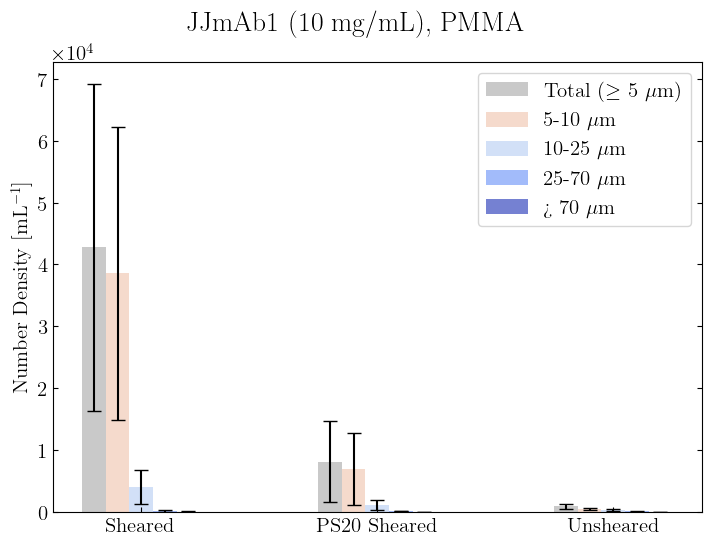 JJmAb1 (10 mg/mL), PMMA
×10⁴
7
6
5
4
3
2
1
0
Number Density [mL⁻¹]
Total (≥ 5 μm)
5-10 μm
10-25 μm
25-70 μm
¿ 70 μm
Sheared
PS20 Sheared
Unsheared